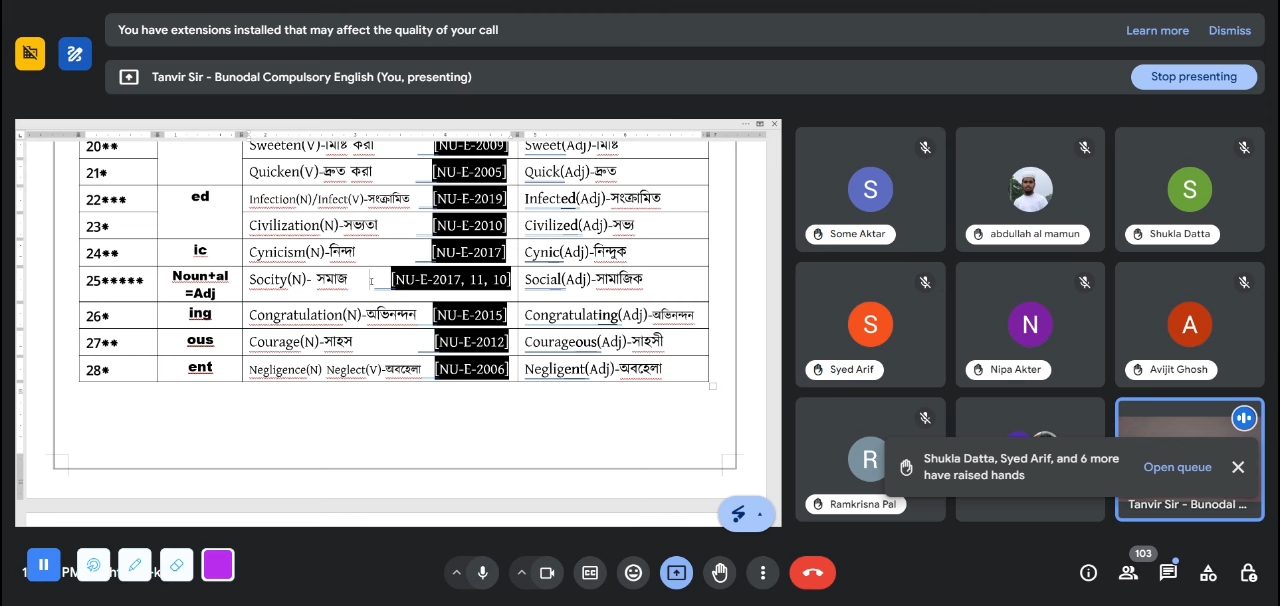 You have extensions installed that may affect the quality of your call
Learn more
Dismiss
Tanvir Sir - Bunodal Compulsory English (You, presenting)
Stop presenting
20** Sweeten(V)-মিষ্টি করা [NU-E-2009] Sweet(Adj)-মিষ্টি
21* Quicken(V)-দ্রুত করা [NU-E-2005] Quick(Adj)-দ্রুত
22*** ed Infection(N)/Infect(V)-সংক্রামিত [NU-E-2019] Infected(Adj)-সংক্রামিত
23* Civilization(N)-সভ্যতা [NU-E-2010] Civilized(Adj)-সভ্য
24** ic Cynicism(N)-নিন্দা [NU-E-2017] Cynic(Adj)-নিন্দুক
25***** Noun+al =Adj Socity(N)- সমাজ [NU-E-2017, 11, 10] Social(Adj)-সামাজিক
26* ing Congratulation(N)-অভিনন্দন [NU-E-2015] Congratulating(Adj)-অভিনন্দন
27** ous Courage(N)-সাহস [NU-E-2012] Courageous(Adj)-সাহসী
28* ent Negligence(N) Neglect(V)-অবহেলা [NU-E-2006] Negligent(Adj)-অবহেলা
S
Some Aktar
abdullah al mamun
S
Shukla Datta
S
Syed Arif
N
Nipa Akter
A
Avijit Ghosh
R
Ramkrisna Pal
Shukla Datta, Syed Arif, and 6 more
have raised hands
Open queue
Tanvir Sir - Bunodal ...
103